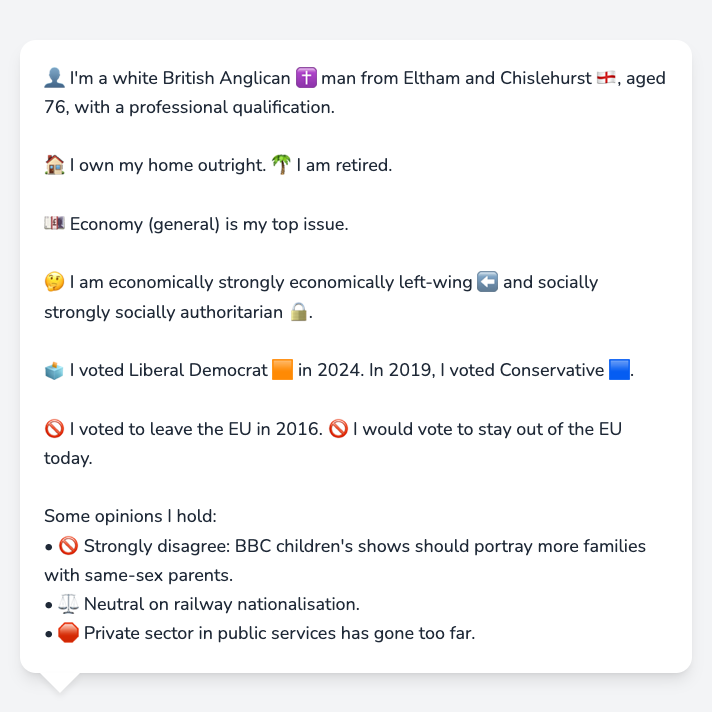 👤 I'm a white British Anglican ✝️ man from Eltham and Chislehurst 🏴󠁧󠁢󠁥󠁮󠁧󠁿, aged
76, with a professional qualification.
🏠 I own my home outright. 🌴 I am retired.
💷 Economy (general) is my top issue.
🤔 I am economically strongly economically left-wing ⬅️ and socially
strongly socially authoritarian 🔒.
🗳️ I voted Liberal Democrat 🟧 in 2024. In 2019, I voted Conservative 🟦.
🚫 I voted to leave the EU in 2016. 🚫 I would vote to stay out of the EU
today.
Some opinions I hold:
• 🚫 Strongly disagree: BBC children's shows should portray more families
with same-sex parents.
• ⚖️ Neutral on railway nationalisation.
• 🛑 Private sector in public services has gone too far.